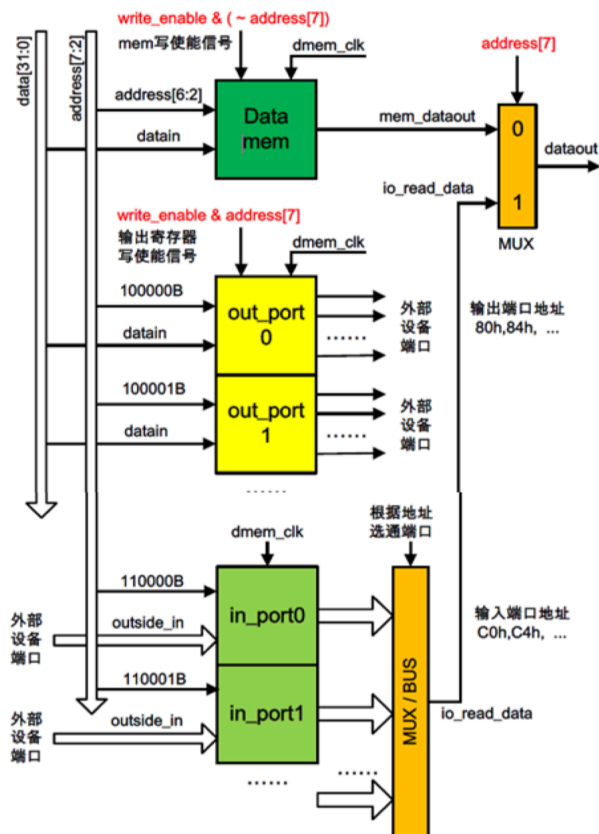 write_enable & ( ~ address[7])
mem写使能信号
dmem_clk
address[7]
data[31:0]
address[7:2]
address[6:2]
datain
Data
mem
mem_dataout
0
dataout
io_read_data
1
MUX
write_enable & address[7]
输出寄存器
写使能信号
dmem_clk
100000B
datain
out_port
0
外部
设备
端口
......
输出端口地址
80h,84h, ...
100001B
datain
out_port
1
外部
设备
端口
......
......
根据地址
选通端口
dmem_clk
110000B
外部
设备
端口
outside_in
in_port0
输入端口地址
C0h,C4h, ...
110001B
外部
设备
端口
outside_in
in_port1
MUX / BUS
io_read_data
......
......